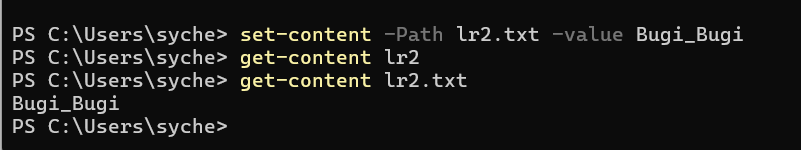 PS C:\Users\syche> set-content -Path lr2.txt -value Bugi_Bugi
PS C:\Users\syche> get-content lr2
PS C:\Users\syche> get-content lr2.txt
Bugi_Bugi
PS C:\Users\syche>